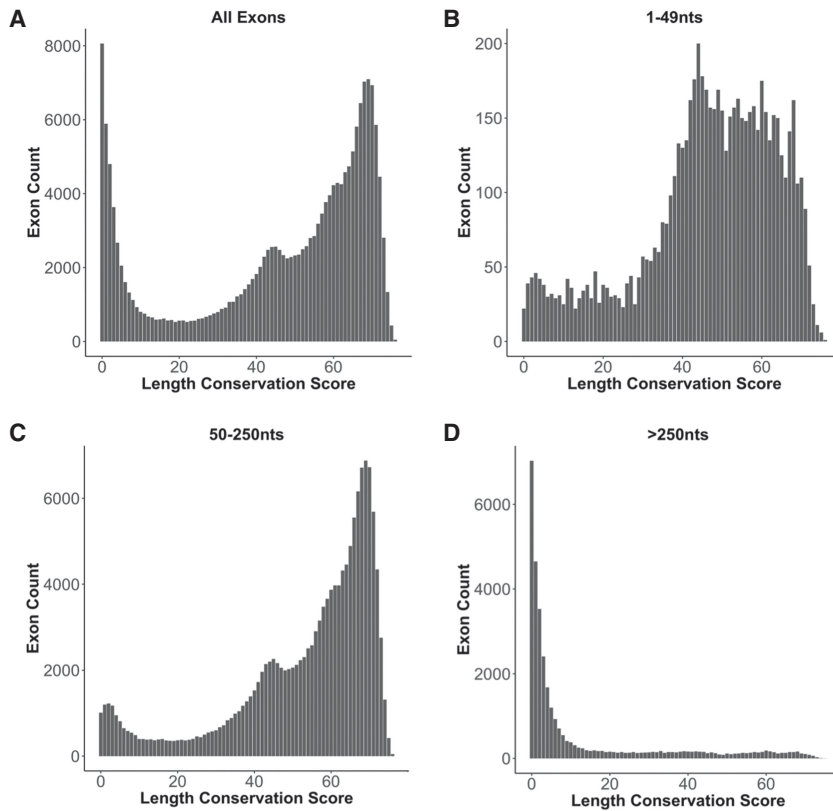 A
All Exons
8000
6000
4000
2000
0
Exon Count
0 20 40 60
Length Conservation Score
B
1-49nts
200
150
100
50
0
Exon Count
0 20 40 60
Length Conservation Score
C
50-250nts
6000
4000
2000
0
Exon Count
0 20 40 60
Length Conservation Score
D
>250nts
6000
4000
2000
0
Exon Count
0 20 40 60
Length Conservation Score